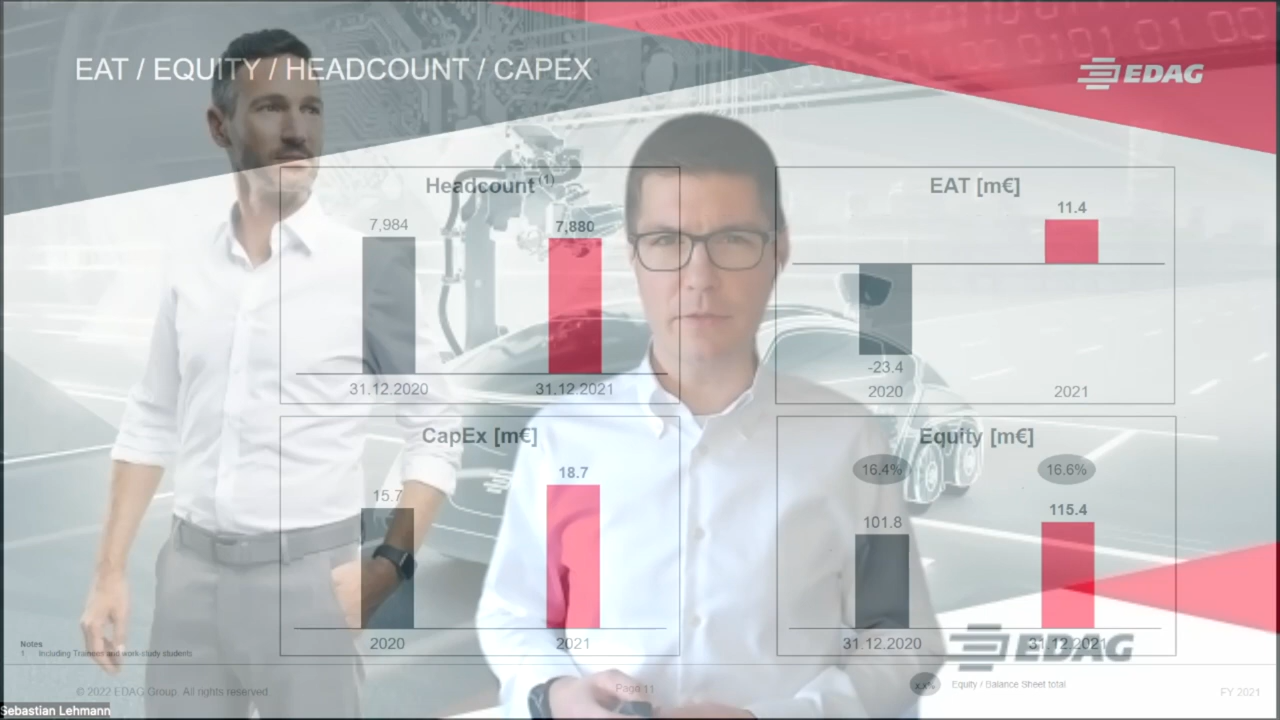 EAT / EQUITY / HEADCOUNT / CAPEX
EDAG
Headcount (1)
7,984
7,880
31.12.2020
31.12.2021
EAT [m€]
11.4
-23.4
2020
2021
CapEx [m€]
15.7
18.7
2020
2021
Equity [m€]
16.4%
16.6%
101.8
115.4
31.12.2020
31.12.2021
EDAG
Notes
1 Including Trainees and work-study students
© 2022 EDAG Group. All rights reserved
Page 11
Equity / Balance Sheet total
FY 2021
Sebastian Lehmann